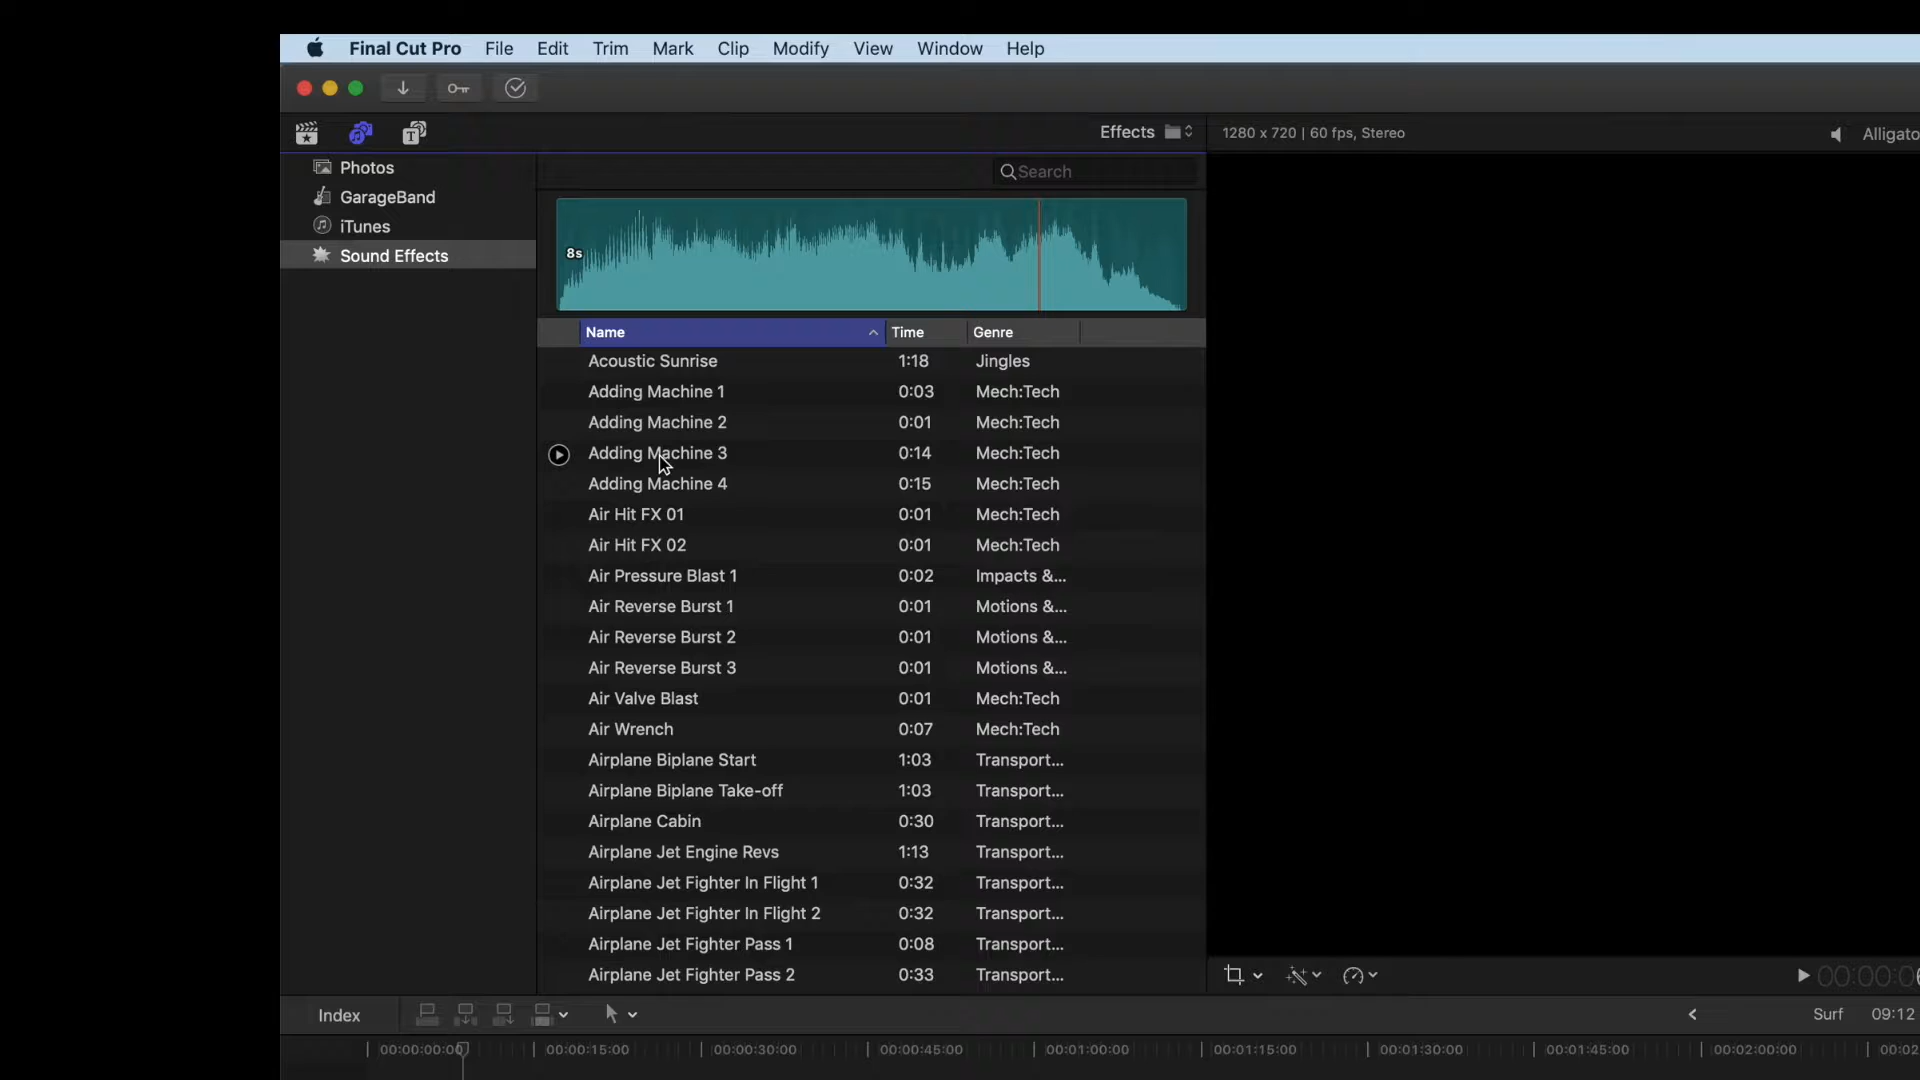 Final Cut Pro File Edit Trim Mark Clip Modify View Window Help
Effects
1280 x 720 | 60 fps, Stereo
Photos
GarageBand
iTunes
Sound Effects
Search
8s
Name Time Genre
Acoustic Sunrise 1:18 Jingles
Adding Machine 1 0:03 Mech:Tech
Adding Machine 2 0:01 Mech:Tech
Adding Machine 3 0:14 Mech:Tech
Adding Machine 4 0:15 Mech:Tech
Air Hit FX 01 0:01 Mech:Tech
Air Hit FX 02 0:01 Mech:Tech
Air Pressure Blast 1 0:02 Impacts &...
Air Reverse Burst 1 0:01 Motions &...
Air Reverse Burst 2 0:01 Motions &...
Air Reverse Burst 3 0:01 Motions &...
Air Valve Blast 0:01 Mech:Tech
Air Wrench 0:07 Mech:Tech
Airplane Biplane Start 1:03 Transport...
Airplane Biplane Take-off 1:03 Transport...
Airplane Cabin 0:30 Transport...
Airplane Jet Engine Revs 1:13 Transport...
Airplane Jet Fighter In Flight 1 0:32 Transport...
Airplane Jet Fighter In Flight 2 0:32 Transport...
Airplane Jet Fighter Pass 1 0:08 Transport...
Airplane Jet Fighter Pass 2 0:33 Transport...
Index
Surf 09:12
00:00:00:00 00:00:15:00 00:00:30:00 00:00:45:00 00:01:00:00 00:01:15:00 00:01:30:00 00:01:45:00 00:02:00:00